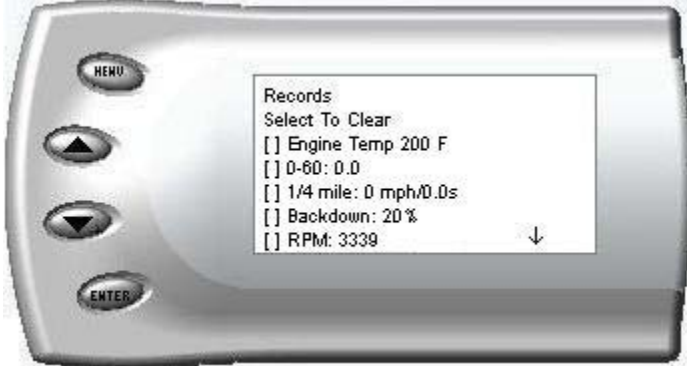 MENU
Records
Select To Clear
[ ] Engine Temp 200 F
[ ] 0-60: 0.0
[ ] 1/4 mile: 0 mph/0.0s
[ ] Backdown: 20%
[ ] RPM: 3339 ↓
ENTER